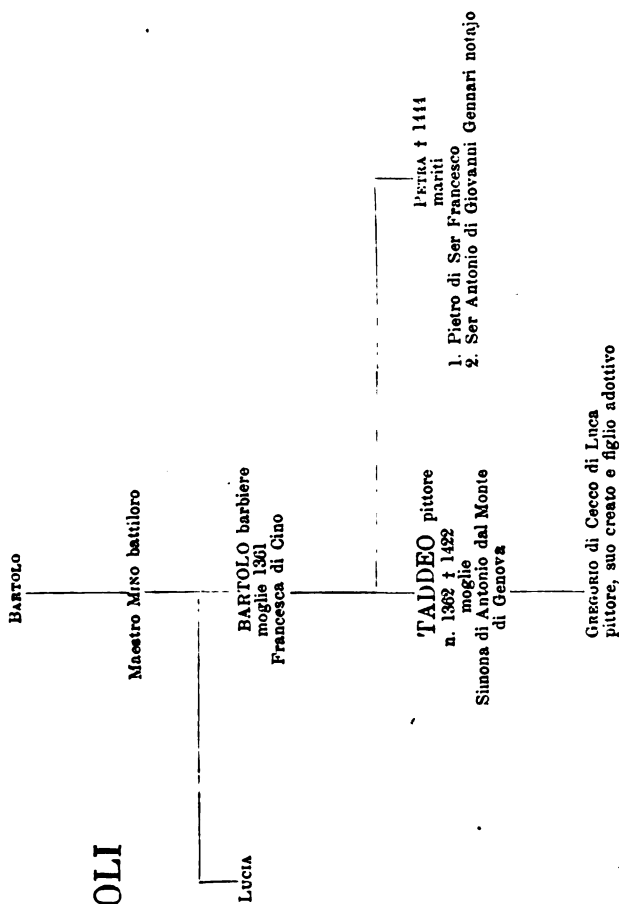 OLI
BARTOLO
Maestro MINO battiloro
LUCIA
BARTOLO barbiere
moglie 1361
Francesca di Cino
TADDEO pittore
n. 1362 † 1422
moglie
Simona di Antonio dal Monte
di Genova
PETRA † 1444
mariti
1. Pietro di Ser Francesco
2. Ser Antonio di Giovanni Gennari notajo
GREGORIO di Cecco di Luca
pittore, suo creato e figlio adottivo